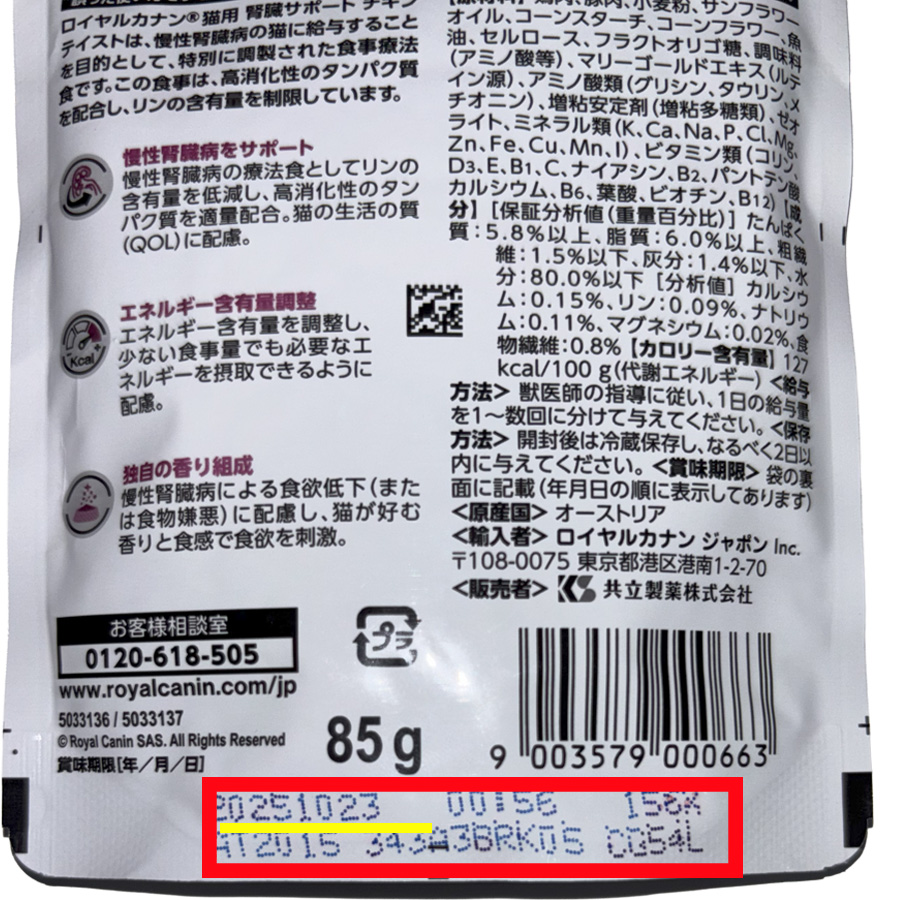 ロイヤルカナン®猫用 腎臓サポート チキン
テイストは、慢性腎臓病の猫に給与すること
を目的として、特別に調製された食事療法
食です。この食事は、高消化性のタンパク質
を配合し、リンの含有量を制限しています。
慢性腎臓病をサポート
慢性腎臓病の療法食としてリンの
含有量を低減し、高消化性のタン
パク質を適量配合。猫の生活の質
(QOL)に配慮。
エネルギー含有量調整
エネルギー含有量を調整し、
少ない食事量でも必要なエ
ネルギーを摂取できるように
配慮。
Kcal
独自の香り組成
慢性腎臓病による食欲低下(また
は食物嫌悪)に配慮し、猫が好む
香りと食感で食欲を刺激。
お客様相談室
0120-618-505
www.royalcanin.com/jp
5033136 / 5033137
© Royal Canin SAS. All Rights Reserved
賞味期限[年／月／日]
プラ
85g
小麦粉、サンフラワー
オイル、コーンスターチ、コーンフラワー、魚
油、セルロース、フラクトオリゴ糖、調味料
(アミノ酸等)、マリーゴールドエキス(ルテ
イン源)、アミノ酸類(グリシン、タウリン、メ
チオニン)、増粘安定剤(増粘多糖類)、ゼオ
ライト、ミネラル類(K、Ca、Na、P、Cl、Mg、
Zn、Fe、Cu、Mn、I)、ビタミン類(コリン、
D3、E、B1、C、ナイアシン、B2、パントテン酸
カルシウム、B6、葉酸、ビオチン、B12)【成
分】[保証分析値(重量百分比)]たんぱく
質:5.8%以上、脂質:6.0%以上、粗繊
維:1.5%以下、灰分:1.4%以下、水
分:80.0%以下 [分析値] カルシウ
ム:0.15%、リン:0.09%、ナトリウ
ム:0.11%、マグネシウム:0.02%、食
物繊維:0.8%【カロリー含有量】127
kcal/100 g(代謝エネルギー)<給与
方法> 獣医師の指導に従い、1日の給与量
を1〜数回に分けて与えてください。<保存
方法> 開封後は冷蔵保存し、なるべく2日以
内に与えてください。<賞味期限> 袋の裏
面に記載(年月日の順に表示してあります)
<原産国> オーストリア
<輸入者> ロイヤルカナン ジャポン Inc.
〒108-0075 東京都港区港南1-2-70
<販売者> KS 共立製薬株式会社
9 003579 000663
20251023 00:56 156K
AT2015 343A3BRK05 CG54L